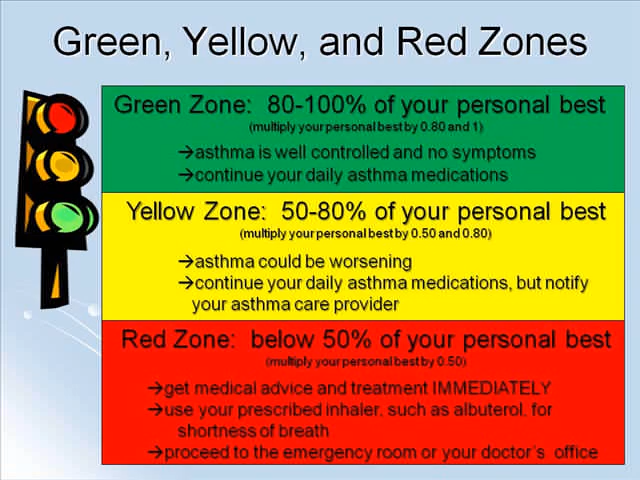 Green, Yellow, and Red Zones
Green Zone:  80-100% of your personal best
(multiply your personal best by 0.80 and 1)
→asthma is well controlled and no symptoms
→continue your daily asthma medications
Yellow Zone:  50-80% of your personal best
(multiply your personal best by 0.50 and 0.80)
→asthma could be worsening
→continue your daily asthma medications, but notify
your asthma care provider
Red Zone:  below 50% of your personal best
(multiply your personal best by 0.50)
→get medical advice and treatment IMMEDIATELY
→use your prescribed inhaler, such as albuterol, for
shortness of breath
→proceed to the emergency room or your doctor's  office